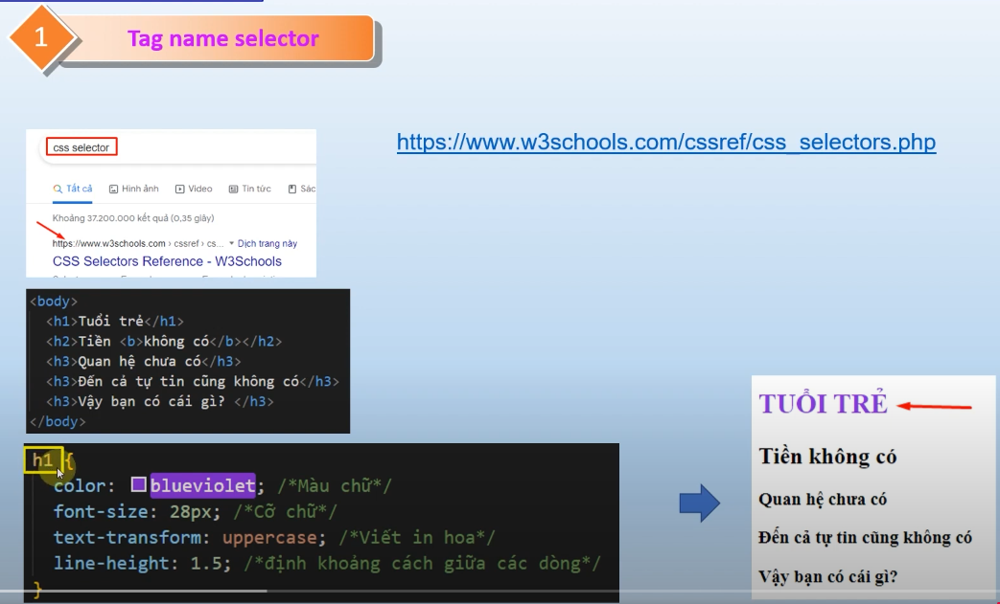 1
Tag name selector
https://www.w3schools.com/cssref/css_selectors.php
css selector
Tất cả Hình ảnh Video Tin tức Sác
Khoảng 37.200.000 kết quả (0,35 giây)
https://www.w3schools.com › cssref › cs... Dịch trang này
CSS Selectors Reference - W3Schools
<body>
<h1>Tuổi trẻ</h1>
<h2>Tiền <b>không có</b></h2>
<h3>Quan hệ chưa có</h3>
<h3>Đến cả tự tin cũng không có</h3>
<h3>Vậy bạn có cái gì? </h3>
</body>
h1 {
color: blueviolet; /*Màu chữ*/
font-size: 28px; /*Cỡ chữ*/
text-transform: uppercase; /*Viết in hoa*/
line-height: 1.5; /*định khoảng cách giữa các dòng*/
}
TUỔI TRẺ
Tiền không có
Quan hệ chưa có
Đến cả tự tin cũng không có
Vậy bạn có cái gì?